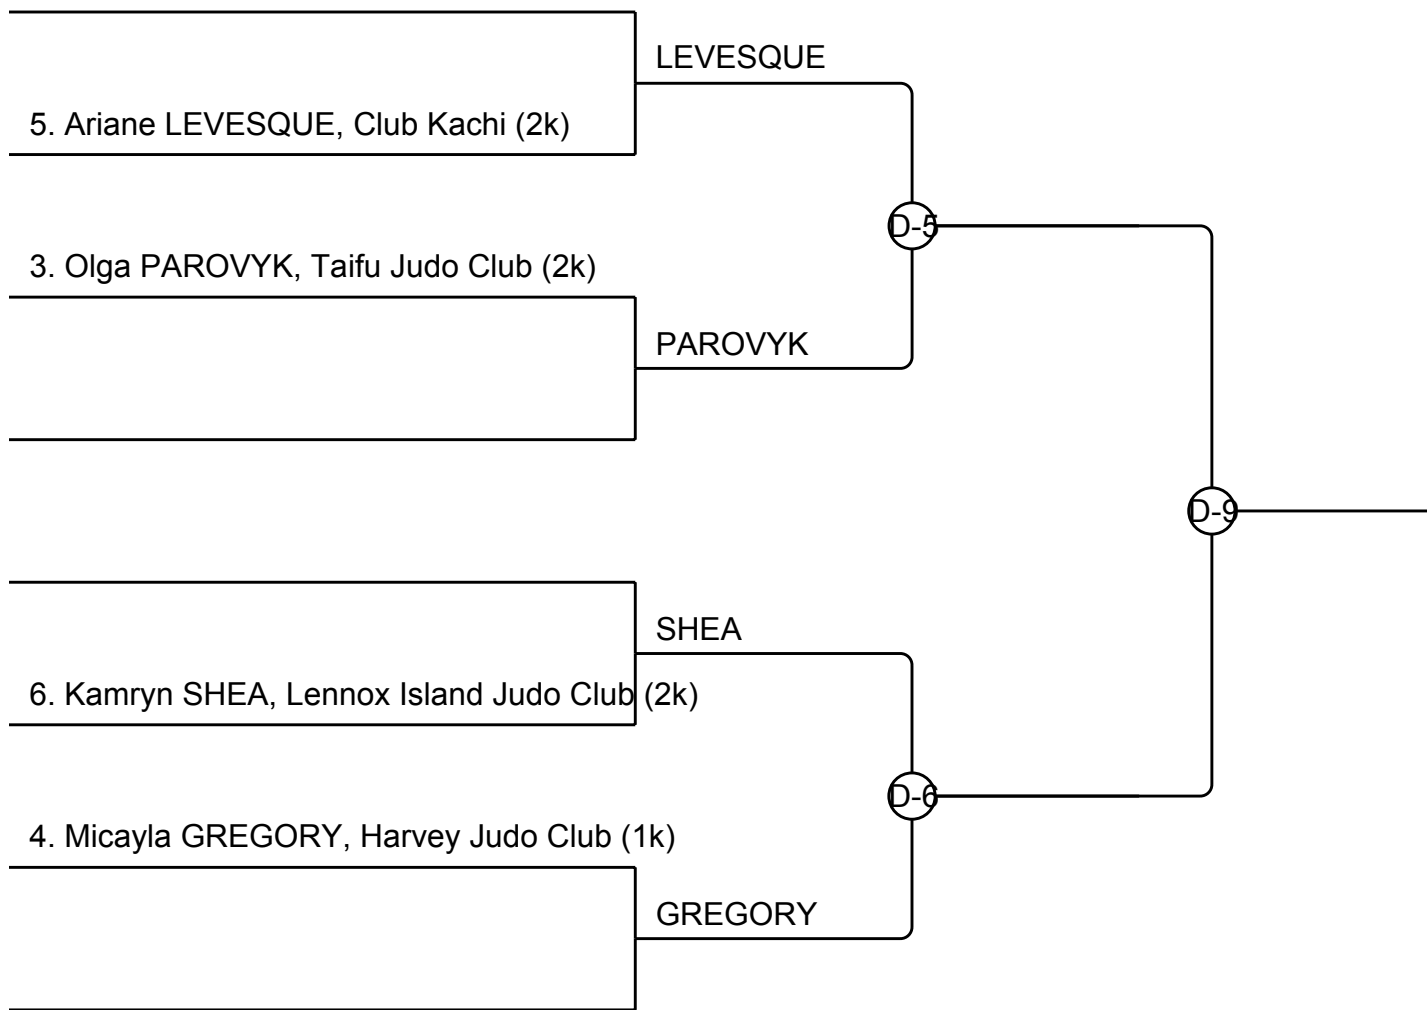 LEVESQUE
5. Ariane LEVESQUE, Club Kachi (2k)
D-5
3. Olga PAROVYK, Taifu Judo Club (2k)
PAROVYK
D-9
SHEA
6. Kamryn SHEA, Lennox Island Judo Club (2k)
D-6
4. Micayla GREGORY, Harvey Judo Club (1k)
GREGORY